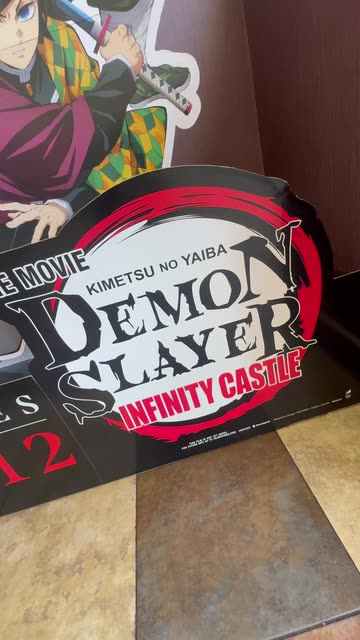 E MOVIE
KIMETSU NO YAIBA
DEMON
SLAYER
INFINITY CASTLE
ES
12